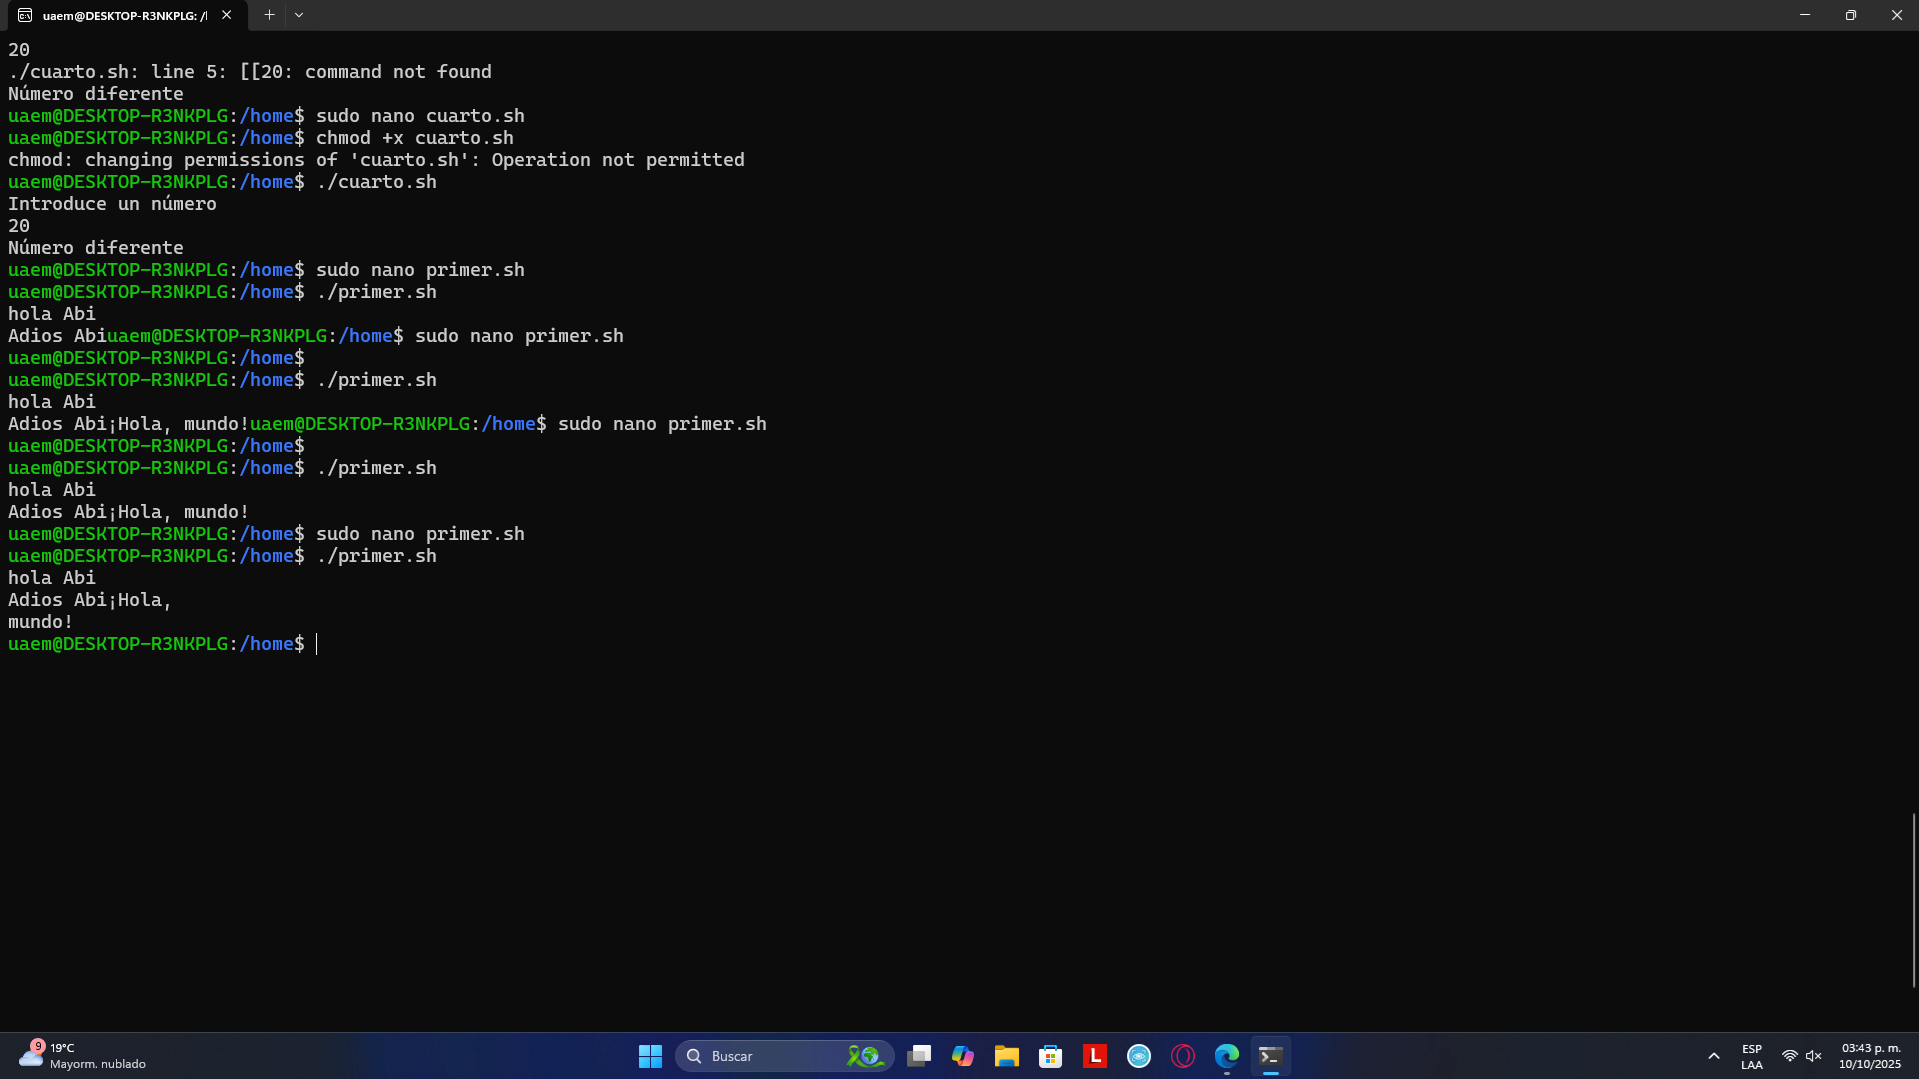 uaem@DESKTOP-R3NKPLG: /
20
./cuarto.sh: line 5: [[20: command not found
Número diferente
uaem@DESKTOP-R3NKPLG:/home$ sudo nano cuarto.sh
uaem@DESKTOP-R3NKPLG:/home$ chmod +x cuarto.sh
chmod: changing permissions of 'cuarto.sh': Operation not permitted
uaem@DESKTOP-R3NKPLG:/home$ ./cuarto.sh
Introduce un número
20
Número diferente
uaem@DESKTOP-R3NKPLG:/home$ sudo nano primer.sh
uaem@DESKTOP-R3NKPLG:/home$ ./primer.sh
hola Abi
Adios Abiuaem@DESKTOP-R3NKPLG:/home$ sudo nano primer.sh
uaem@DESKTOP-R3NKPLG:/home$
uaem@DESKTOP-R3NKPLG:/home$ ./primer.sh
hola Abi
Adios Abi¡Hola, mundo!uaem@DESKTOP-R3NKPLG:/home$ sudo nano primer.sh
uaem@DESKTOP-R3NKPLG:/home$
uaem@DESKTOP-R3NKPLG:/home$ ./primer.sh
hola Abi
Adios Abi¡Hola, mundo!
uaem@DESKTOP-R3NKPLG:/home$ sudo nano primer.sh
uaem@DESKTOP-R3NKPLG:/home$ ./primer.sh
hola Abi
Adios Abi¡Hola,
mundo!
uaem@DESKTOP-R3NKPLG:/home$
9
19°C
Mayorm. nublado
Buscar
L
ESP
LAA
03:43 p. m.
10/10/2025